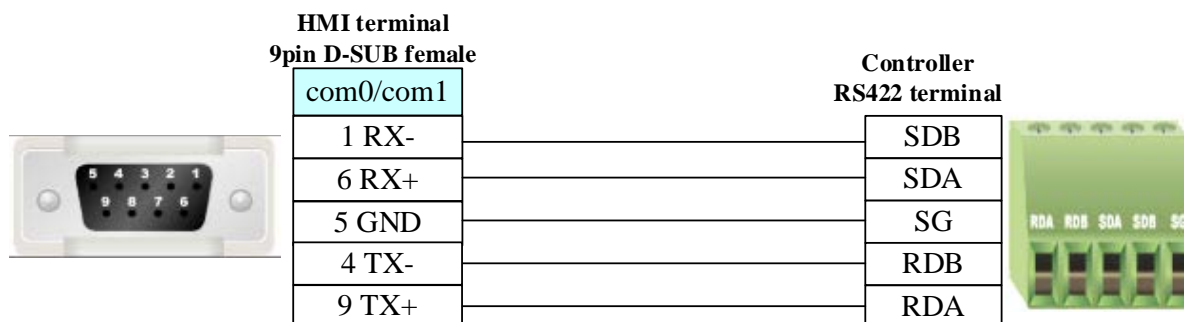 HMI terminal
9pin D-SUB female
Controller
RS422 terminal
com0/com1
1 RX-
SDB
6 RX+
SDA
5 GND
SG
4 TX-
RDB
9 TX+
RDA
5 4 3 2 1
9 8 7 6
RDA RDB SDA SDB SG